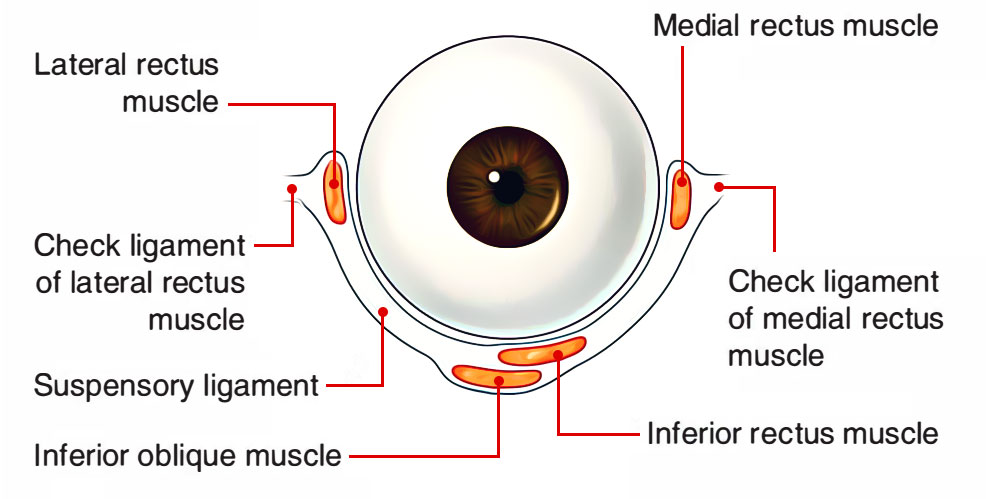 Medial rectus muscle
Lateral rectus
muscle
Check ligament
of lateral rectus
muscle
Check ligament
of medial rectus
muscle
Suspensory ligament
Inferior rectus muscle
Inferior oblique muscle